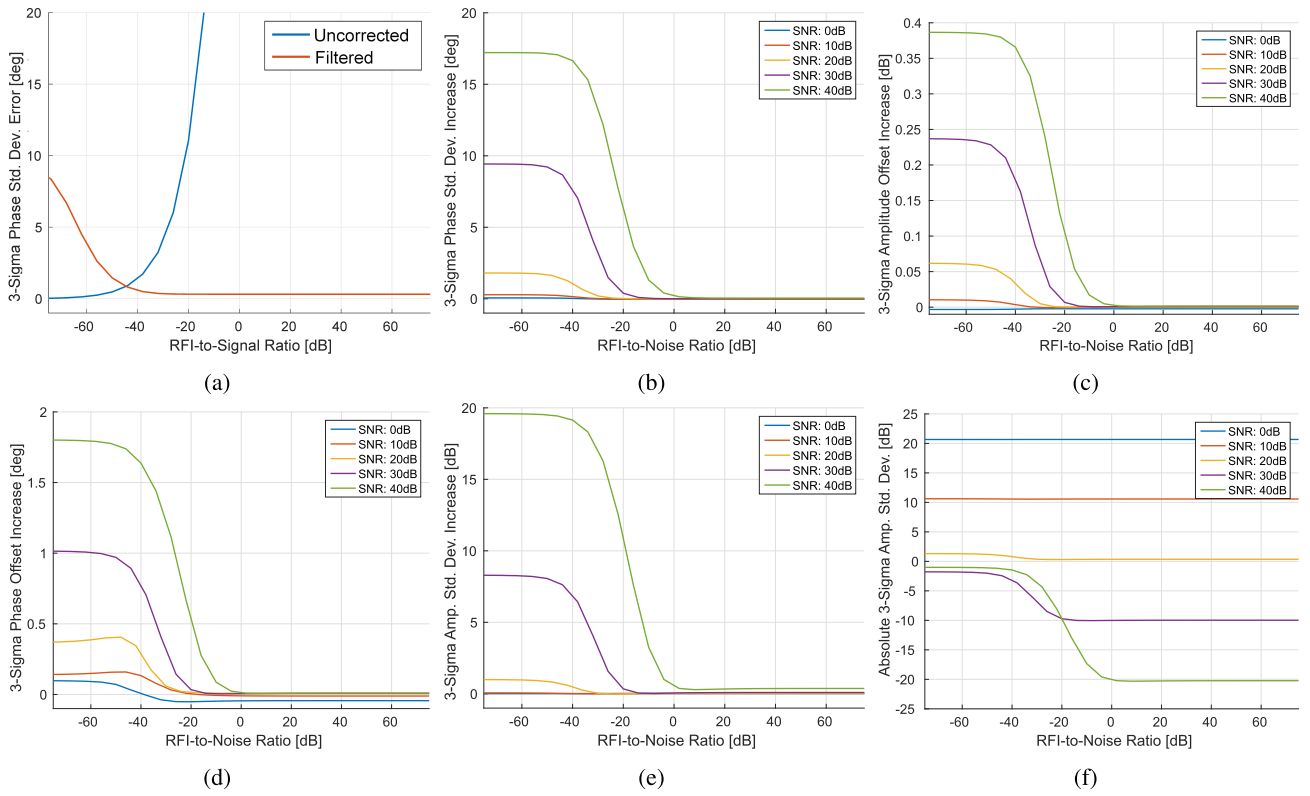 3-Sigma Phase Std. Dev. Error [deg]
20
15
10
5
0
-60 -40 -20 0 20 40 60
RFI-to-Signal Ratio [dB]
Uncorrected
Filtered
(a)
3-Sigma Phase Std. Dev. Increase [deg]
20
15
10
5
0
-60 -40 -20 0 20 40 60
RFI-to-Noise Ratio [dB]
SNR: 0dB
SNR: 10dB
SNR: 20dB
SNR: 30dB
SNR: 40dB
(b)
3-Sigma Amplitude Offset Increase [dB]
0.4
0.35
0.3
0.25
0.2
0.15
0.1
0.05
0
-60 -40 -20 0 20 40 60
RFI-to-Noise Ratio [dB]
SNR: 0dB
SNR: 10dB
SNR: 20dB
SNR: 30dB
SNR: 40dB
(c)
3-Sigma Phase Offset Increase [deg]
2
1.5
1
0.5
0
-60 -40 -20 0 20 40 60
RFI-to-Noise Ratio [dB]
SNR: 0dB
SNR: 10dB
SNR: 20dB
SNR: 30dB
SNR: 40dB
(d)
3-Sigma Amp. Std. Dev. Increase [dB]
20
15
10
5
0
-60 -40 -20 0 20 40 60
RFI-to-Noise Ratio [dB]
SNR: 0dB
SNR: 10dB
SNR: 20dB
SNR: 30dB
SNR: 40dB
(e)
Absolute 3-Sigma Amp. Std. Dev. [dB]
25
20
15
10
5
0
-5
-10
-15
-20
-25
-60 -40 -20 0 20 40 60
RFI-to-Noise Ratio [dB]
SNR: 0dB
SNR: 10dB
SNR: 20dB
SNR: 30dB
SNR: 40dB
(f)